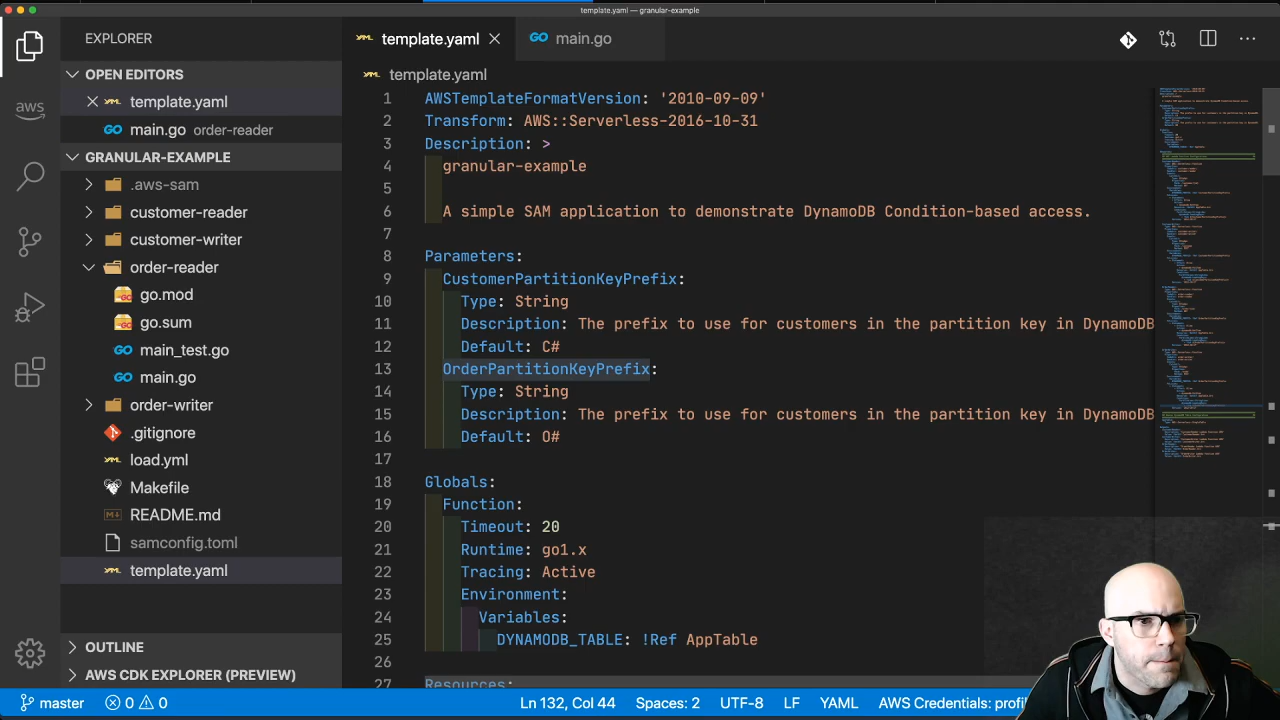 template.yaml — granular-example
EXPLORER
template.yaml
main.go
OPEN EDITORS
template.yaml
main.go order-reader
GRANULAR-EXAMPLE
.aws-sam
customer-reader
customer-writer
order-reader
go.mod
go.sum
main_test.go
main.go
order-writer
.gitignore
load.yml
Makefile
README.md
samconfig.toml
template.yaml
OUTLINE
AWS CDK EXPLORER (PREVIEW)
aws
template.yaml
1 AWSTemplateFormatVersion: '2010-09-09'
2 Transform: AWS::Serverless-2016-10-31
3 Description: >
4 granular-example
5
6 A simple SAM application to demonstrate DynamoDB Condition-based access.
7
8 Parameters:
9 CustomerPartitionKeyPrefix:
10 Type: String
11 Description: The prefix to use for customers in the partition key in DynamoDB
12 Default: C#
13 OrderPartitionKeyPrefix:
14 Type: String
15 Description: The prefix to use for customers in the partition key in DynamoDB
16 Default: O#
17
18 Globals:
19 Function:
20 Timeout: 20
21 Runtime: go1.x
22 Tracing: Active
23 Environment:
24 Variables:
25 DYNAMODB_TABLE: !Ref AppTable
26
27 Resources:
master 0 0 Ln 132, Col 44 Spaces: 2 UTF-8 LF YAML AWS Credentials: profi